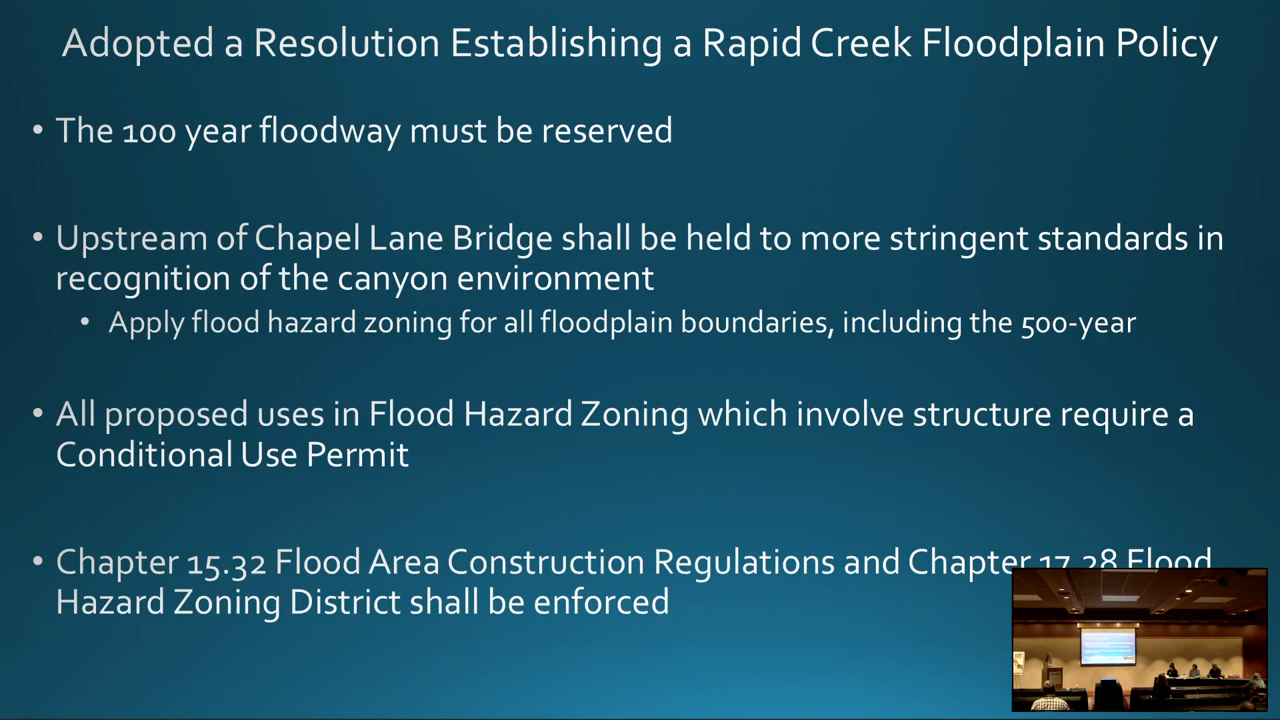 Adopted a Resolution Establishing a Rapid Creek Floodplain Policy
• The 100 year floodway must be reserved
• Upstream of Chapel Lane Bridge shall be held to more stringent standards in
recognition of the canyon environment
• Apply flood hazard zoning for all floodplain boundaries, including the 500-year
• All proposed uses in Flood Hazard Zoning which involve structure require a
Conditional Use Permit
• Chapter 15.32 Flood Area Construction Regulations and Chapter 17.28 Flood
Hazard Zoning District shall be enforced